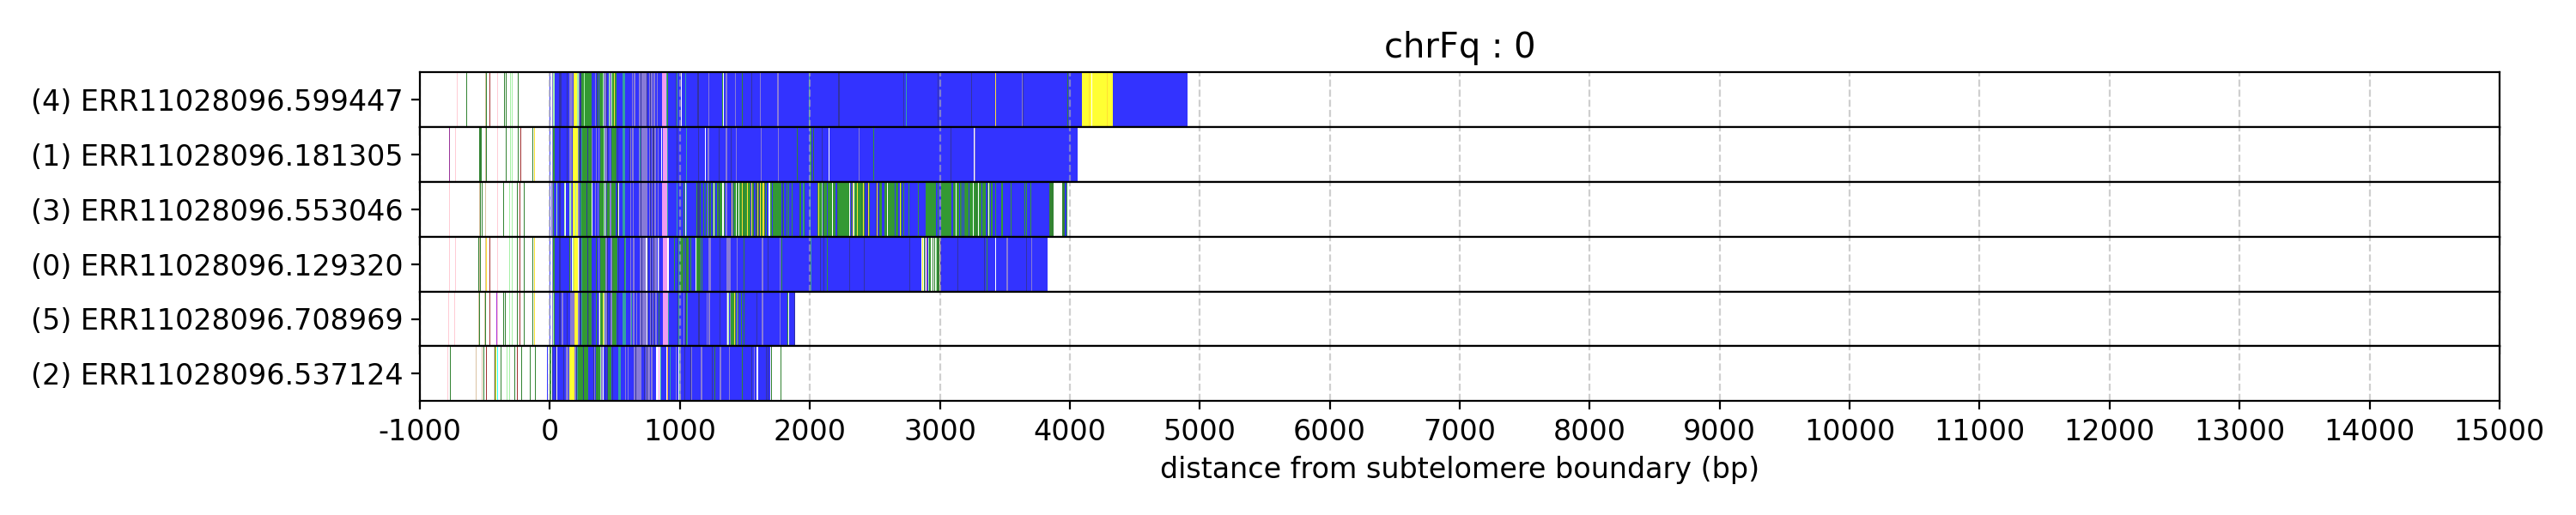 chrFq : 0
(4) ERR11028096.599447
(1) ERR11028096.181305
(3) ERR11028096.553046
(0) ERR11028096.129320
(5) ERR11028096.708969
(2) ERR11028096.537124
-1000 0 1000 2000 3000 4000 5000 6000 7000 8000 9000 10000 11000 12000 13000 14000 15000
distance from subtelomere boundary (bp)